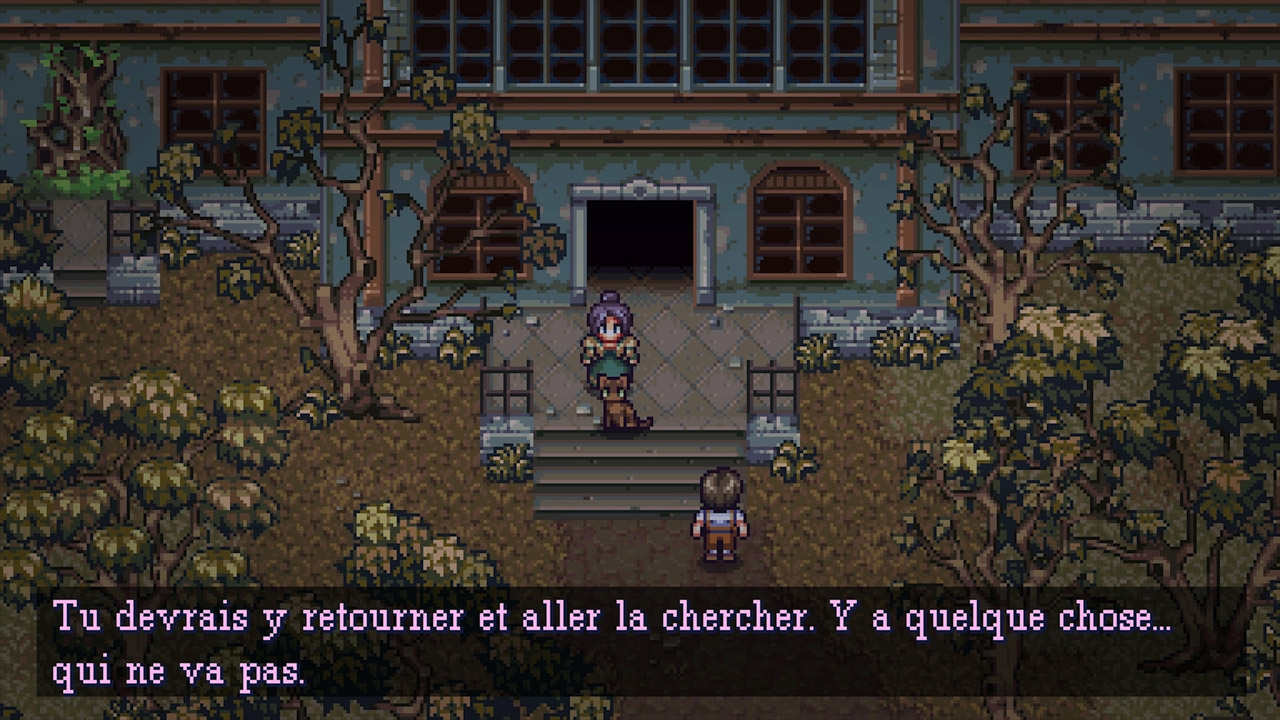 Tu devrais y retourner et aller la chercher. Y a quelque chose...
qui ne va pas.